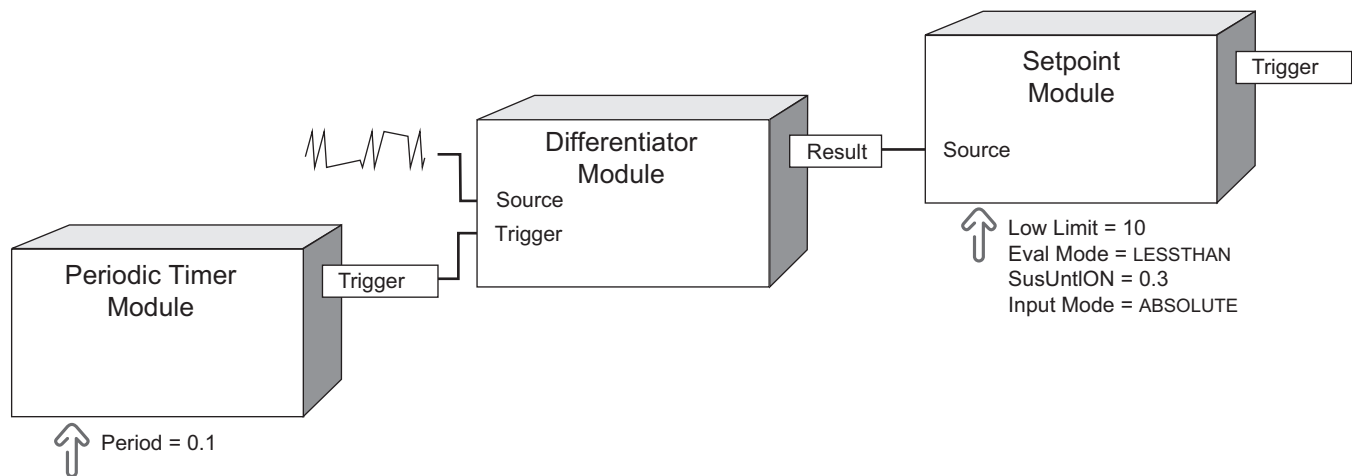 Periodic Timer
Module
Trigger
Period = 0.1
Differentiator
Module
Source
Trigger
Result
Setpoint
Module
Source
Trigger
Low Limit = 10
Eval Mode = LESSTHAN
SusUntlON = 0.3
Input Mode = ABSOLUTE